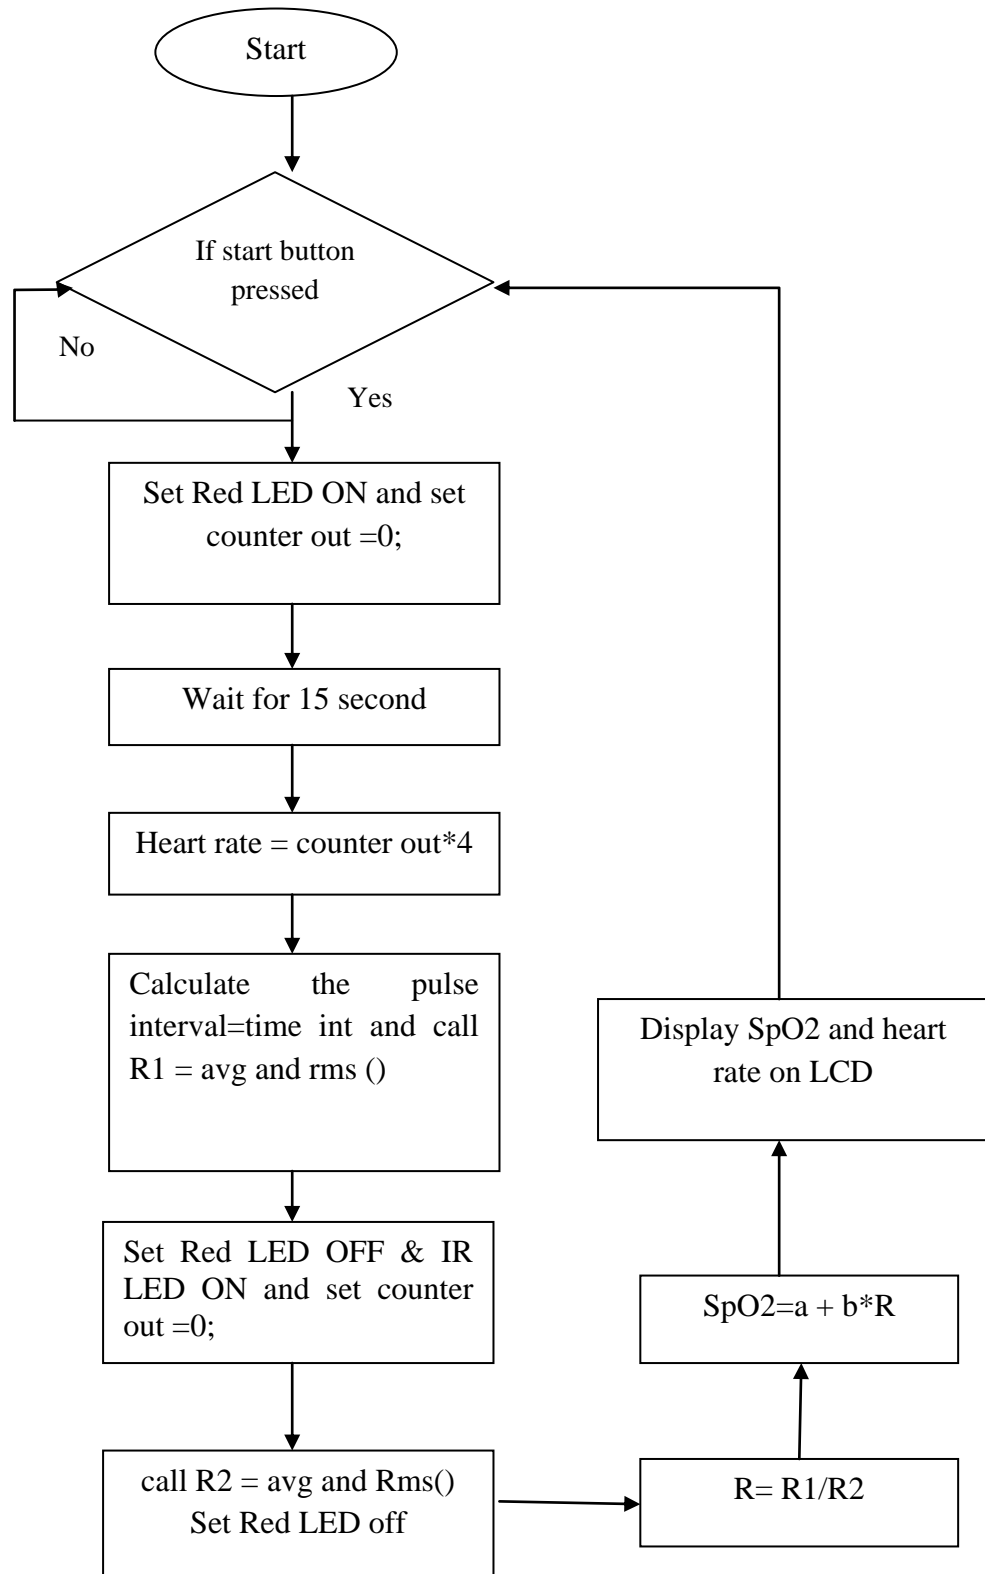 Start
If start button
pressed
No
Yes
Set Red LED ON and set
counter out =0;
Wait for 15 second
Heart rate = counter out*4
Calculate the pulse
interval=time int and call
R1 = avg and rms ()
Set Red LED OFF & IR
LED ON and set counter
out =0;
call R2 = avg and Rms()
Set Red LED off
R= R1/R2
SpO2=a + b*R
Display SpO2 and heart
rate on LCD